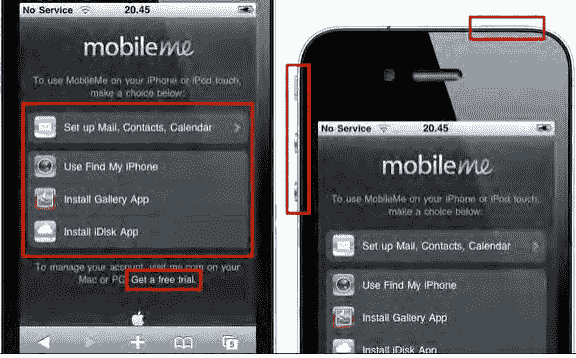 No Service 20.45
mobileme
To use MobileMe on your iPhone or iPod touch,
make a choice below:
Set up Mail, Contacts, Calendar
Use Find My iPhone
Install Gallery App
Install iDisk App
To manage your account, visit me.com on your
Mac or PC. Get a free trial.
5
No Service 20.45
mobileme
To use MobileMe on your iPhone or iPod touch,
make a choice below:
Set up Mail, Contacts, Calendar
Use Find My iPhone
Install Gallery App
Install iDisk App